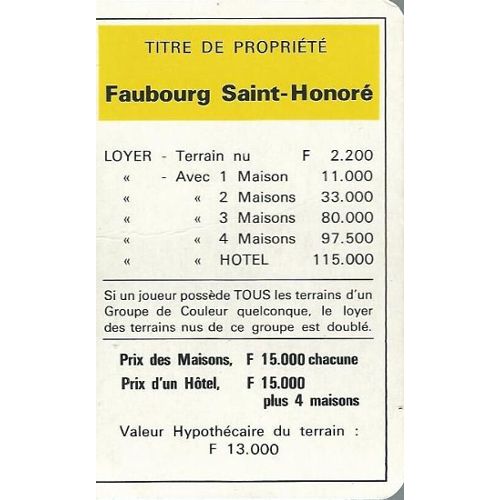 TITRE DE PROPRIÉTÉ
Faubourg Saint-Honoré
LOYER - Terrain nu F 2.200
« - Avec 1 Maison 11.000
« « 2 Maisons 33.000
« « 3 Maisons 80.000
« « 4 Maisons 97.500
« « HOTEL 115.000
Si un joueur possède TOUS les terrains d'un
Groupe de Couleur quelconque, le loyer
des terrains nus de ce groupe est doublé.
Prix des Maisons, F 15.000 chacune
Prix d'un Hôtel, F 15.000
plus 4 maisons
Valeur Hypothécaire du terrain :
F 13.000